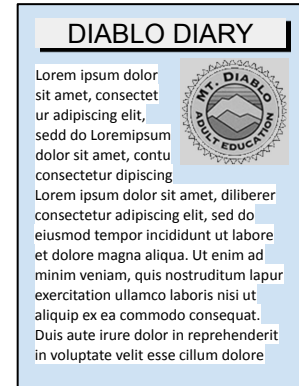 DIABLO DIARY
Lorem ipsum dolor
sit amet, consectet
ur adipiscing elit,
sedd do Loremipsum
dolor sit amet, contu
consectetur dipiscing
MT. DIABLO
ADULT EDUCATION
Lorem ipsum dolor sit amet, diliberer
consectetur adipiscing elit, sed do
eiusmod tempor incididunt ut labore
et dolore magna aliqua. Ut enim ad
minim veniam, quis nostruditum lapur
exercitation ullamco laboris nisi ut
aliquip ex ea commodo consequat.
Duis aute irure dolor in reprehenderit
in voluptate velit esse cillum dolore